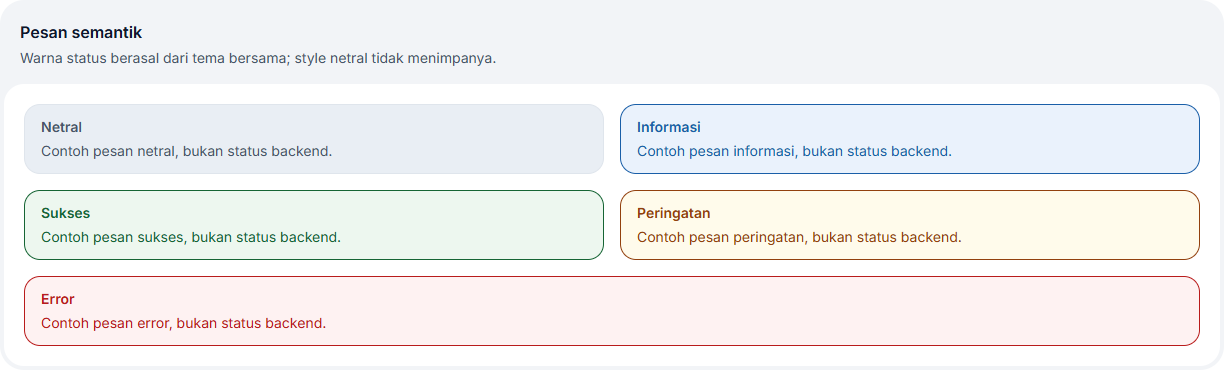 Pesan semantik
Warna status berasal dari tema bersama; style netral tidak menimpanya.
Netral
Contoh pesan netral, bukan status backend.
Informasi
Contoh pesan informasi, bukan status backend.
Sukses
Contoh pesan sukses, bukan status backend.
Peringatan
Contoh pesan peringatan, bukan status backend.
Error
Contoh pesan error, bukan status backend.